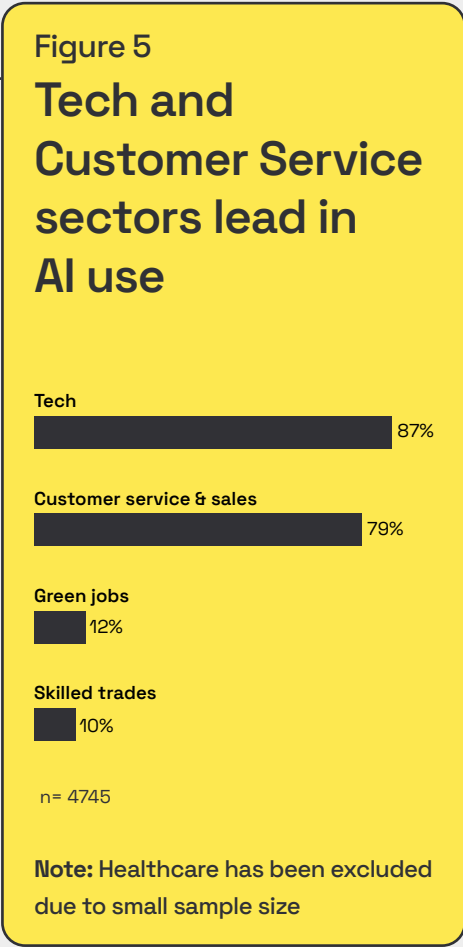 Figure 5
Tech and
Customer Service
sectors lead in
AI use
Tech
87%
Customer service & sales
79%
Green jobs
12%
Skilled trades
10%
n= 4745
Note: Healthcare has been excluded
due to small sample size